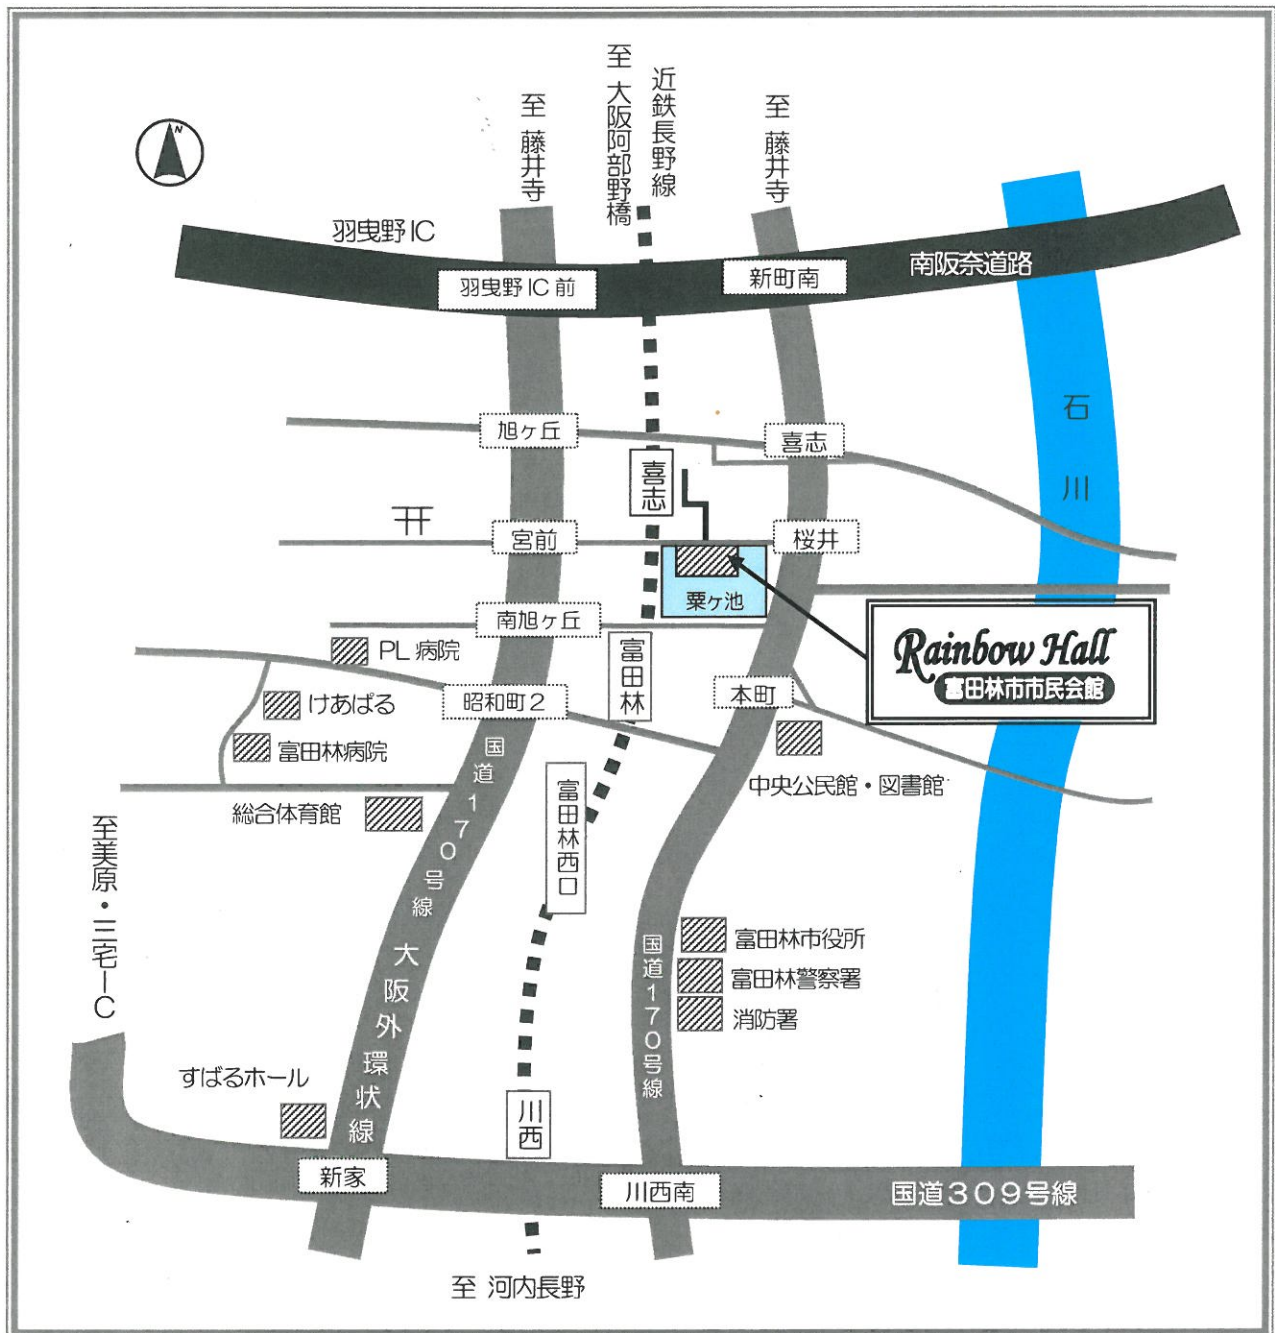 至 大阪阿部野橋
近鉄長野線
至 藤井寺
至 藤井寺
N
羽曳野IC
羽曳野IC前
新町南
南阪奈道路
石川
旭ヶ丘
喜志
喜志
宮前
桜井
粟ヶ池
南旭ヶ丘
富田林
Rainbow Hall
富田林市市民会館
PL病院
けあぱる
昭和町2
本町
富田林病院
国道170号線
中央公民館・図書館
総合体育館
富田林西口
至美原・三宅IC
大阪外環状線
国道170号線
富田林市役所
富田林警察署
消防署
すばるホール
川西
新家
川西南
国道309号線
至 河内長野